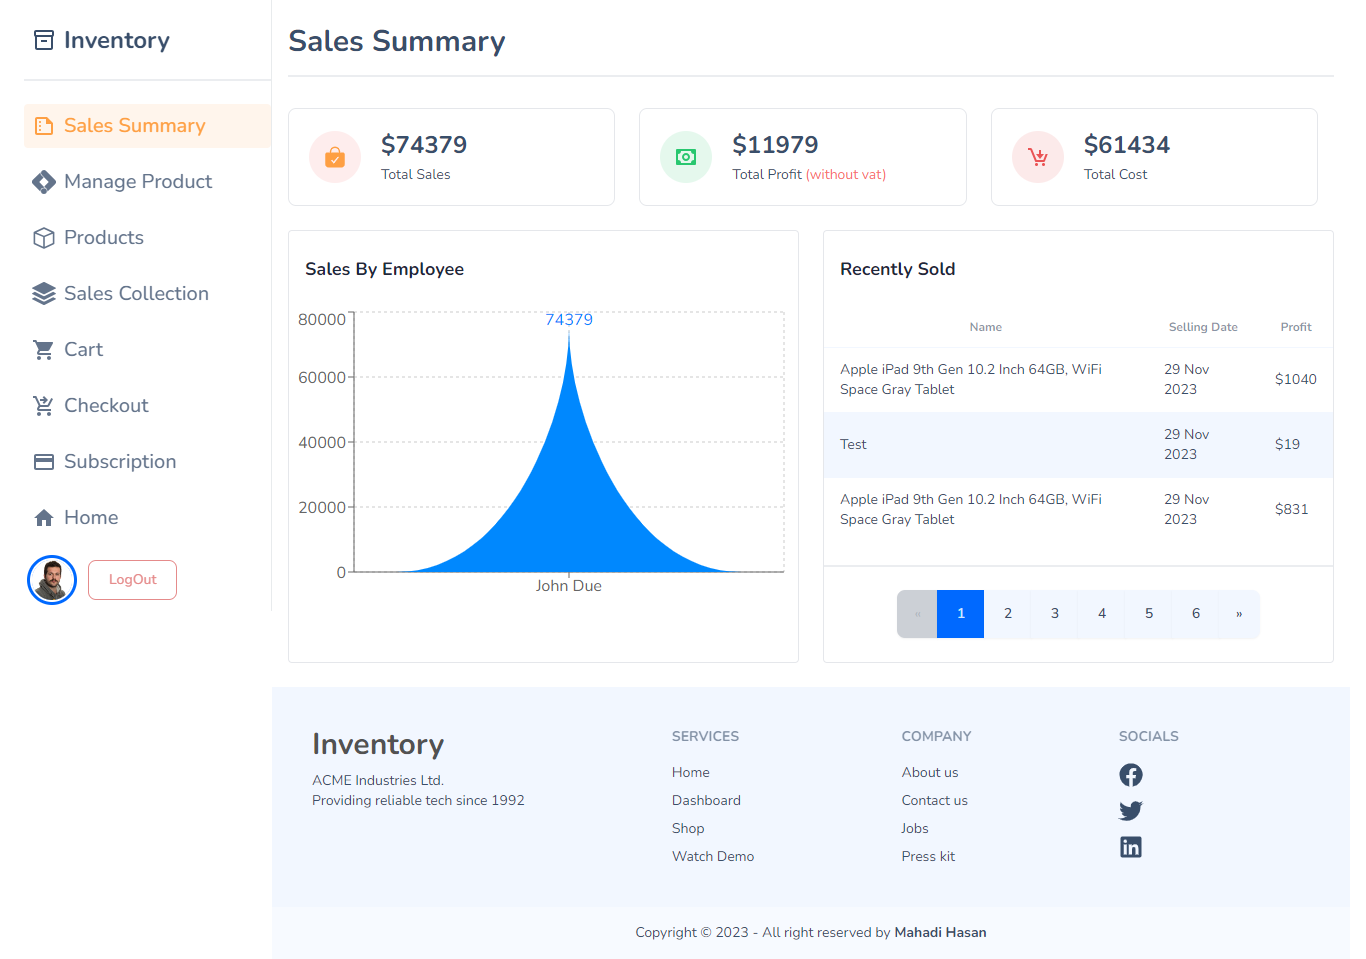 Inventory
Sales Summary
Manage Product
Products
Sales Collection
Cart
Checkout
Subscription
Home
LogOut
Sales Summary
$74379
Total Sales
$11979
Total Profit (without vat)
$61434
Total Cost
Sales By Employee
80000
60000
40000
20000
0
74379
John Due
Recently Sold
Name Selling Date Profit
Apple iPad 9th Gen 10.2 Inch 64GB, WiFi
Space Gray Tablet
29 Nov
2023
$1040
Test
29 Nov
2023
$19
Apple iPad 9th Gen 10.2 Inch 64GB, WiFi
Space Gray Tablet
29 Nov
2023
$831
« 1 2 3 4 5 6 »
Inventory
ACME Industries Ltd.
Providing reliable tech since 1992
SERVICES
Home
Dashboard
Shop
Watch Demo
COMPANY
About us
Contact us
Jobs
Press kit
SOCIALS
Copyright © 2023 - All right reserved by Mahadi Hasan